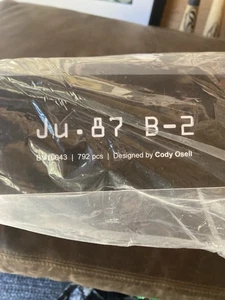 Ju.87 B-2
| 792 pcs | Designed by Cody Osell